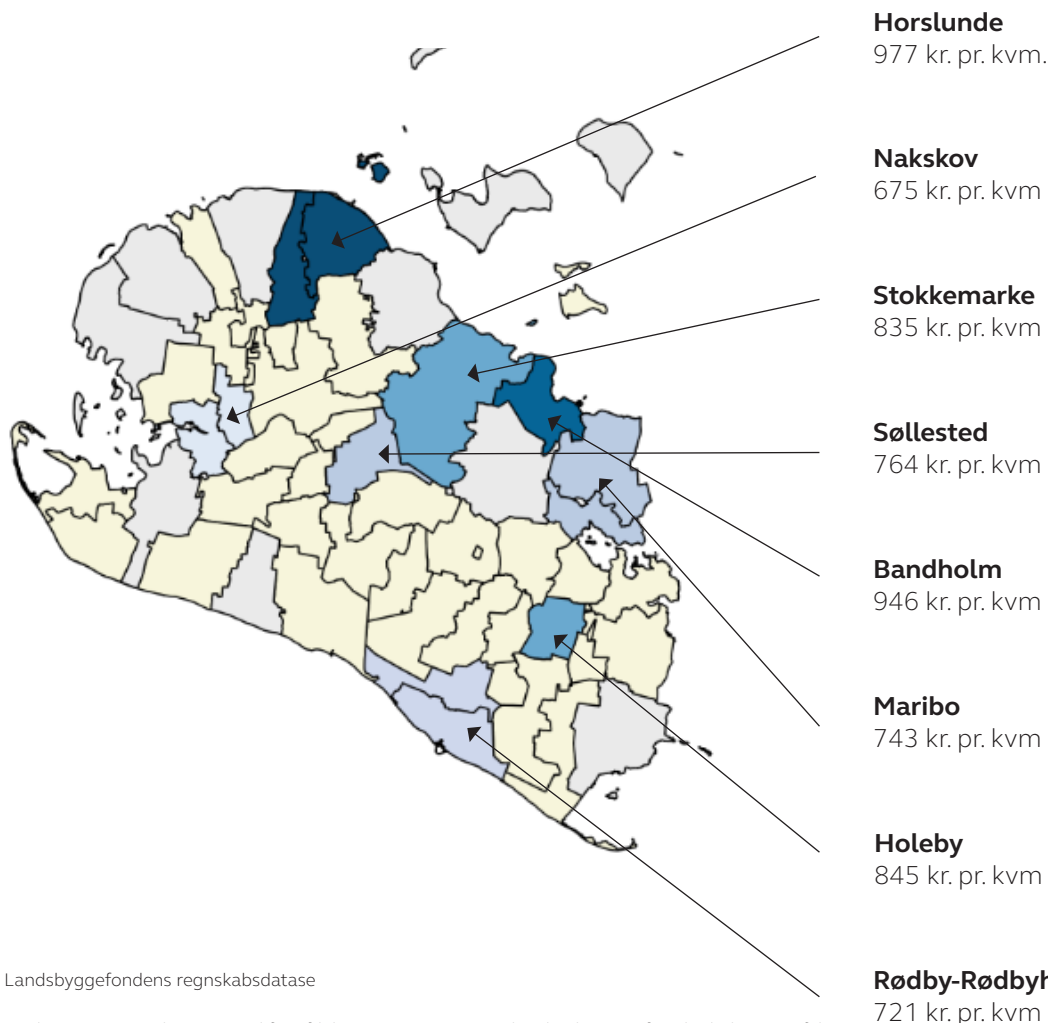 Horslunde
977 kr. pr. kvm.
Nakskov
675 kr. pr. kvm
Stokkemarke
835 kr. pr. kvm
Søllested
764 kr. pr. kvm
Bandholm
946 kr. pr. kvm
Maribo
743 kr. pr. kvm
Holeby
845 kr. pr. kvm
Landsbyggefondens regnskabsdatase
Rødby-Rødbyh
721 kr. pr. kvm